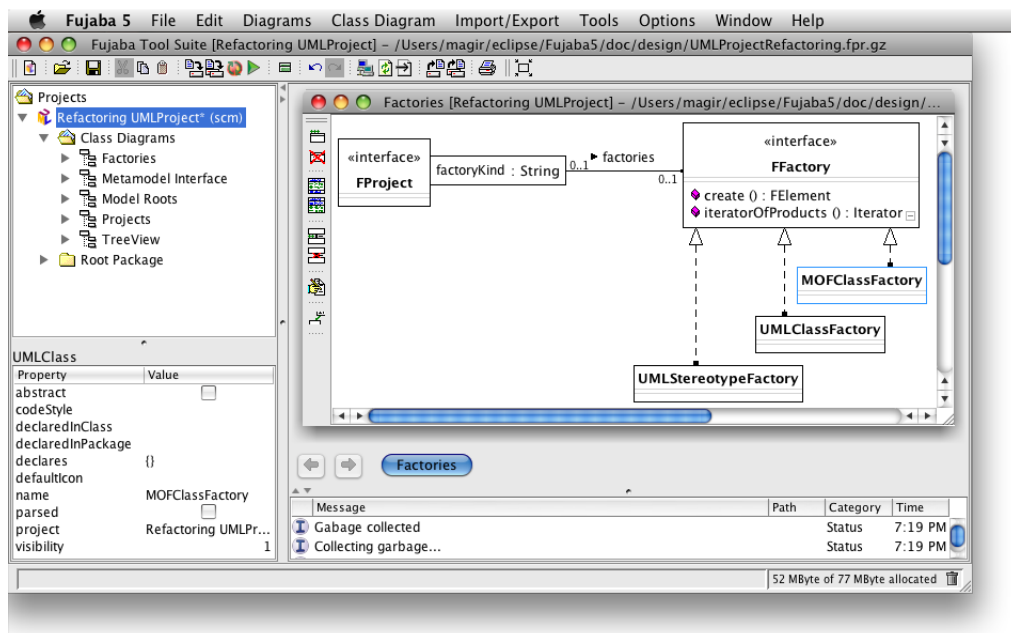 Fujaba 5 File Edit Diagrams Class Diagram Import/Export Tools Options Window Help
Fujaba Tool Suite [Refactoring UMLProject] – /Users/magir/eclipse/Fujaba5/doc/design/UMLProjectRefactoring.fpr.gz
Projects
Refactoring UMLProject* (scm)
Class Diagrams
Factories
Metamodel Interface
Model Roots
Projects
TreeView
Root Package
Factories [Refactoring UMLProject] – /Users/magir/eclipse/Fujaba5/doc/design/...
«interface»
FProject
factoryKind : String
0..1
factories
0..1
«interface»
FFactory
create () : FElement
iteratorOfProducts () : Iterator
MOFClassFactory
UMLClassFactory
UMLStereotypeFactory
UMLClass
Property Value
abstract
codeStyle
declaredInClass
declaredInPackage
declares {}
defaultIcon
name MOFClassFactory
parsed
project Refactoring UMLPr...
visibility 1
Factories
Message Path Category Time
Gabage collected Status 7:19 PM
Collecting garbage... Status 7:19 PM
52 MByte of 77 MByte allocated